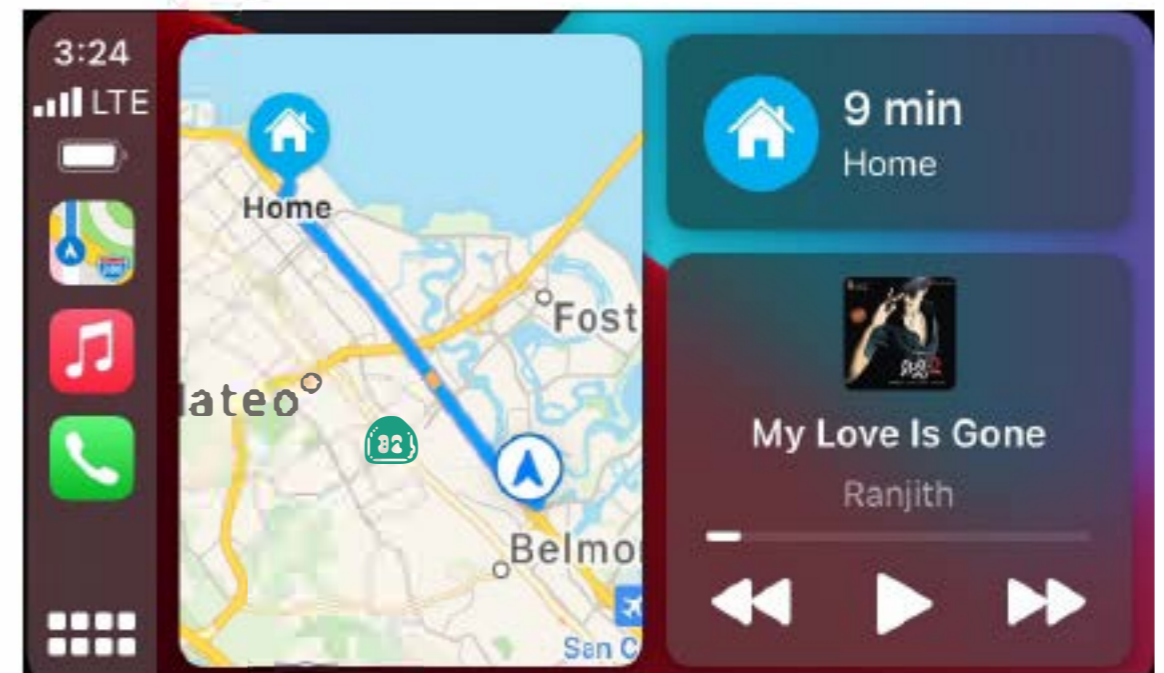 3:24
LTE
Home
Fost
lateo
82
Belmo
San C
9 min
Home
My Love Is Gone
Ranjith